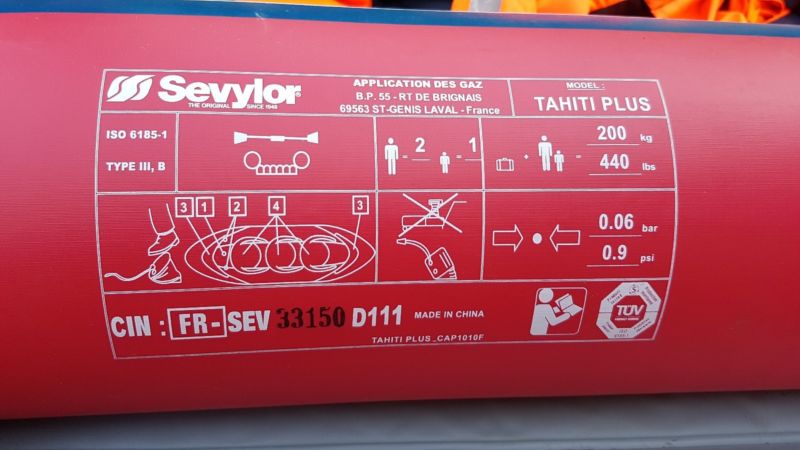 Sevylor®
THE ORIGINAL SINCE 1948
APPLICATION DES GAZ
B.P. 55 - RT DE BRIGNAIS
69563 ST-GENIS LAVAL - France
MODEL:
TAHITI PLUS
ISO 6185-1
TYPE III, B
= 2
= 1
+ = 200 kg
= 440 lbs
3 1 2 4 3
0.06 bar
0.9 psi
CIN : FR-SEV 33150 D111 MADE IN CHINA
TAHITI PLUS_CAP1010F
TÜV